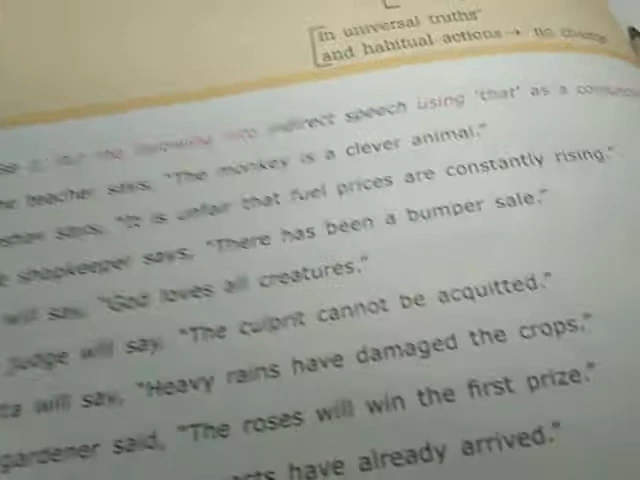 In universal truths
and habitual actions → no change
indirect speech using 'that' as a
teacher says, "The monkey is a clever animal."
says, "It is unfair that fuel prices are constantly rising."
shopkeeper says, "There has been a bumper sale."
will say, "God loves all creatures."
judge will say, "The culprit cannot be acquitted."
will say, "Heavy rains have damaged the crops."
gardener said, "The roses will win the first prize."
have already arrived."